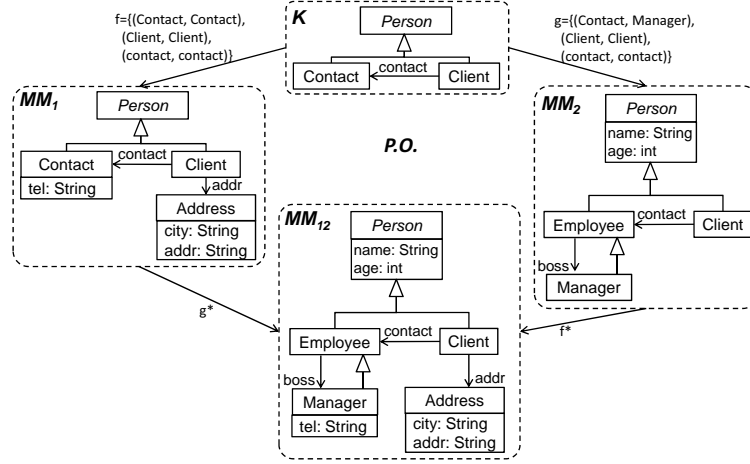 f={(Contact, Contact),
(Client, Client),
(contact, contact)}
K
Person
Contact
contact
Client
g={(Contact, Manager),
(Client, Client),
(contact, contact)}
MM1
Person
Contact
tel: String
contact
Client
addr
Address
city: String
addr: String
P.O.
MM2
Person
name: String
age: int
Employee
contact
Client
boss
Manager
MM12
Person
name: String
age: int
Employee
contact
Client
boss
addr
Manager
tel: String
Address
city: String
addr: String
g*
f*